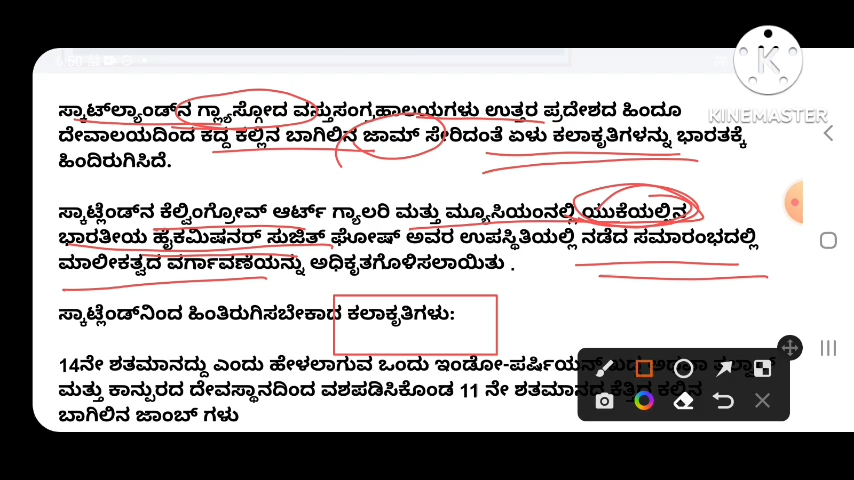 KINEMASTER
ಸ್ಕಾಟ್‌ಲ್ಯಾಂಡ್‌ನ ಗ್ಲ್ಯಾಸ್ಗೋದ ವಸ್ತುಸಂಗ್ರಹಾಲಯಗಳು ಉತ್ತರ ಪ್ರದೇಶದ ಹಿಂದೂ
ದೇವಾಲಯದಿಂದ ಕದ್ದ ಕಲ್ಲಿನ ಬಾಗಿಲಿನ ಜಾಮ್ ಸೇರಿದಂತೆ ಏಳು ಕಲಾಕೃತಿಗಳನ್ನು ಭಾರತಕ್ಕೆ
ಹಿಂದಿರುಗಿಸಿದೆ.
ಸ್ಕಾಟ್ಲೆಂಡ್‌ನ ಕೆಲ್ವಿಂಗ್ರೋವ್ ಆರ್ಟ್ ಗ್ಯಾಲರಿ ಮತ್ತು ಮ್ಯೂಸಿಯಂನಲ್ಲಿ ಯುಕೆಯಲ್ಲಿನ
ಭಾರತೀಯ ಹೈಕಮಿಷನರ್ ಸುಜಿತ್ ಘೋಷ್ ಅವರ ಉಪಸ್ಥಿತಿಯಲ್ಲಿ ನಡೆದ ಸಮಾರಂಭದಲ್ಲಿ
ಮಾಲೀಕತ್ವದ ವರ್ಗಾವಣೆಯನ್ನು ಅಧಿಕೃತಗೊಳಿಸಲಾಯಿತು .
ಸ್ಕಾಟ್ಲೆಂಡ್‌ನಿಂದ ಹಿಂತಿರುಗಿಸಬೇಕಾದ ಕಲಾಕೃತಿಗಳು:
14ನೇ ಶತಮಾನದ್ದು ಎಂದು ಹೇಳಲಾಗುವ ಒಂದು ಇಂಡೋ-ಪರ್ಷಿಯನ್
ಮತ್ತು ಕಾನ್ಪುರದ ದೇವಸ್ಥಾನದಿಂದ ವಶಪಡಿಸಿಕೊಂಡ 11 ನೇ ಶತಮಾನದ ಕೆತ್ತಿದ ಕಲ್ಲಿನ
ಬಾಗಿಲಿನ ಜಾಂಬ್ ಗಳು